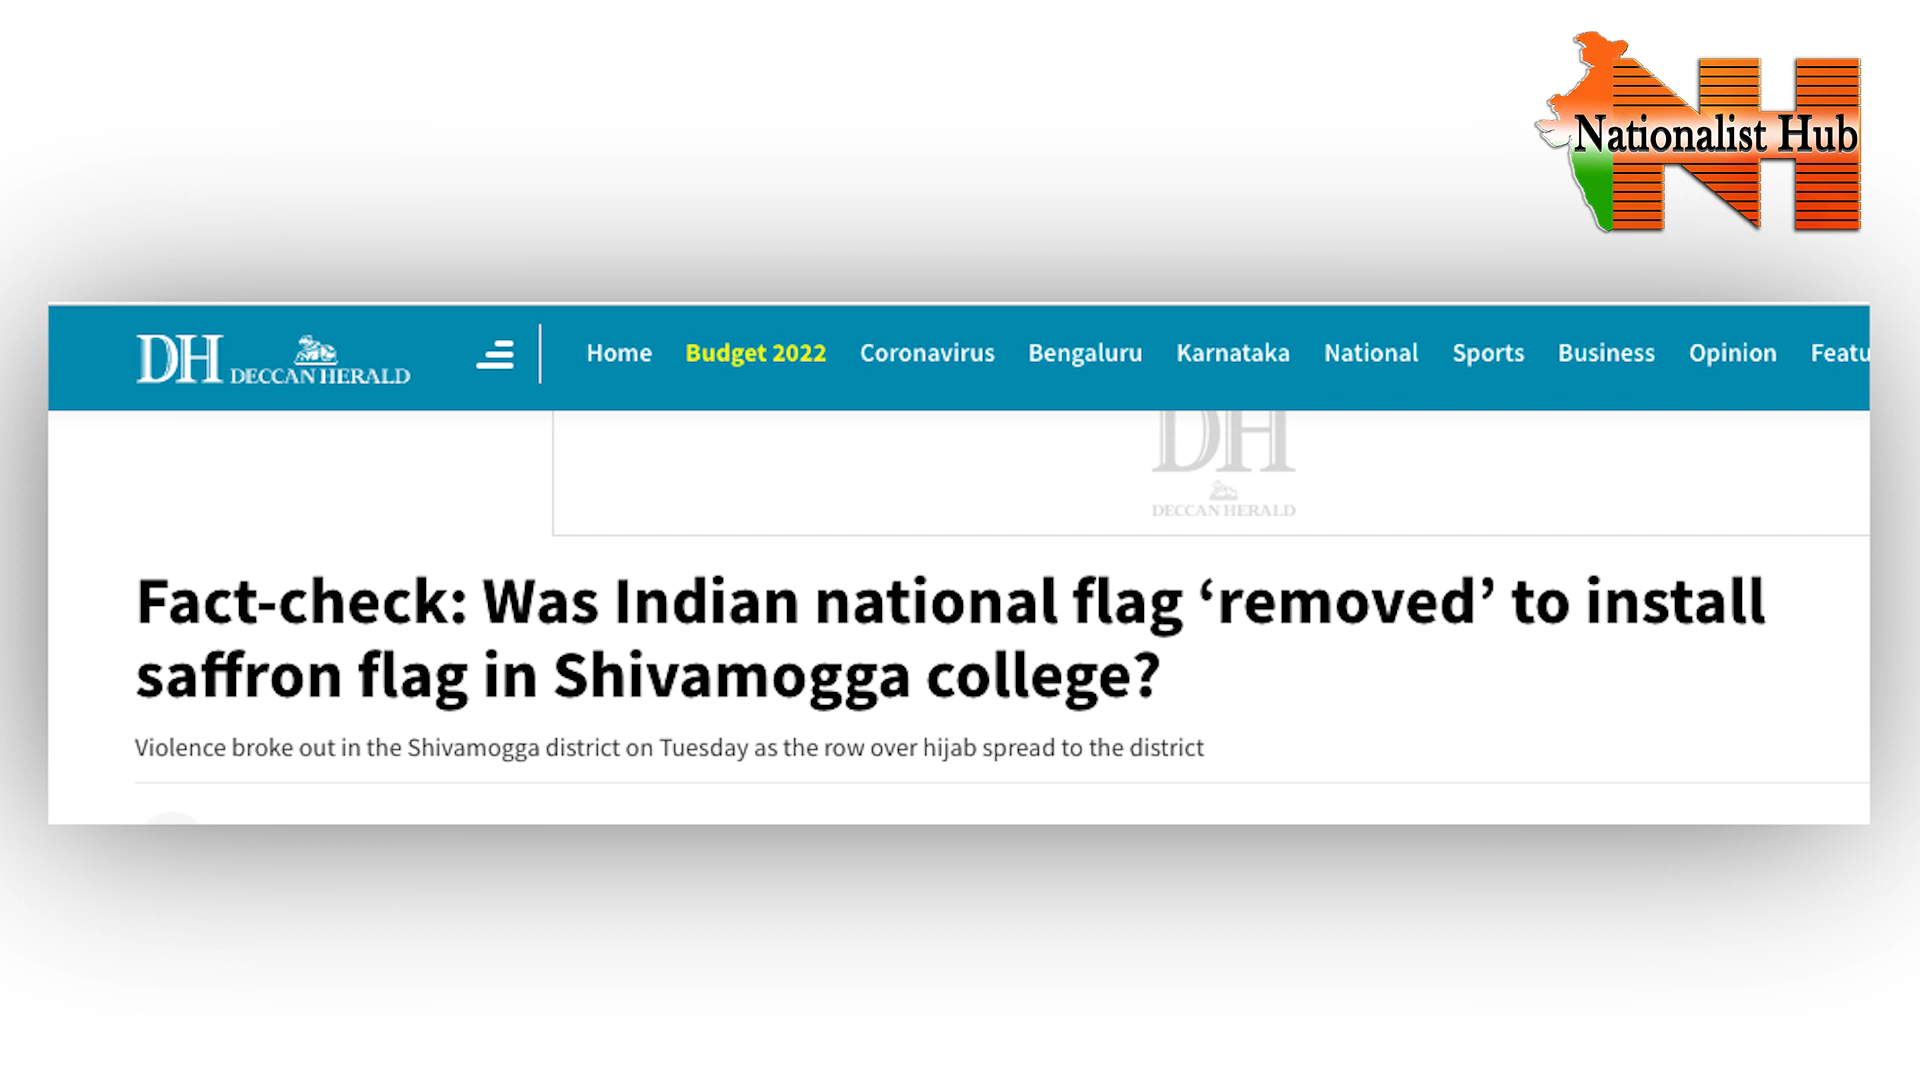 NH
Nationalist Hub
DH DECCAN HERALD
Home Budget 2022 Coronavirus Bengaluru Karnataka National Sports Business Opinion Featu
DH
DECCAN HERALD
Fact-check: Was Indian national flag ‘removed’ to install
saffron flag in Shivamogga college?
Violence broke out in the Shivamogga district on Tuesday as the row over hijab spread to the district